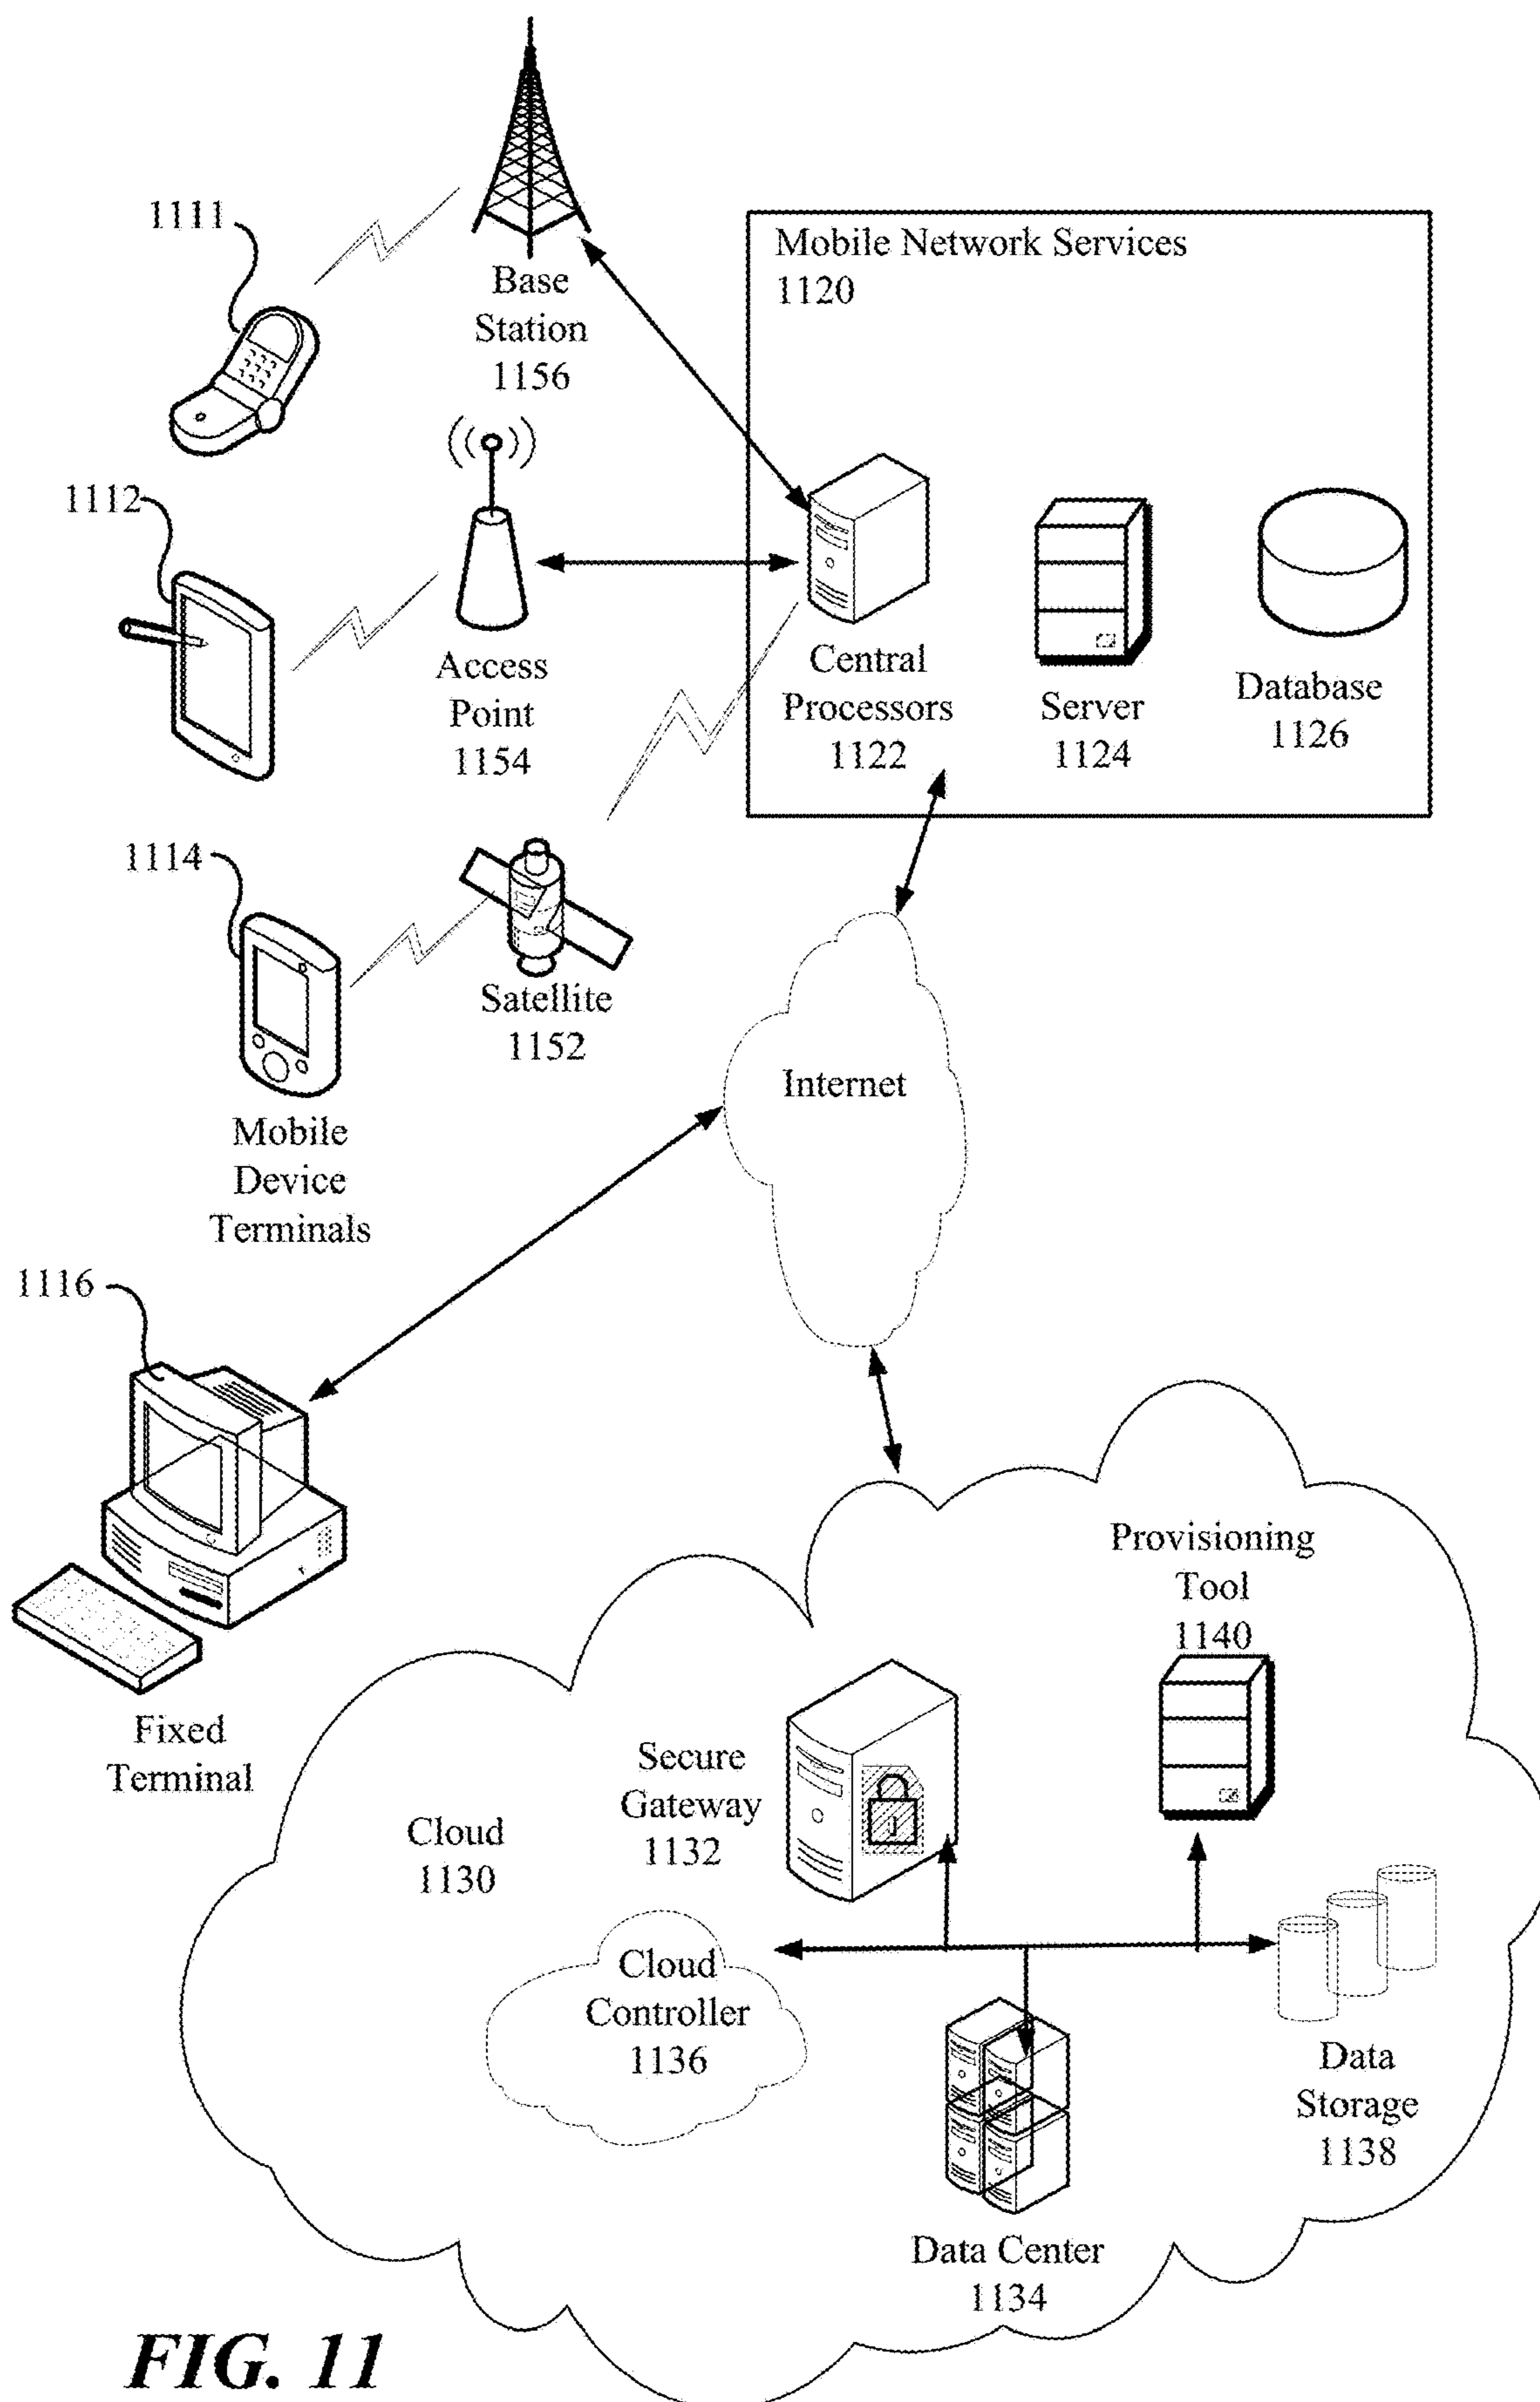 1111
Base
Station
1156
Mobile Network Services
1120
1112
Access
Point
1154
Central
Processors
1122
Server
1124
Database
1126
1114
Satellite
1152
Mobile
Device
Terminals
Internet
1116
Fixed
Terminal
Provisioning
Tool
1140
Secure
Gateway
1132
Cloud
1130
Cloud
Controller
1136
Data
Storage
1138
Data Center
1134
FIG. 11